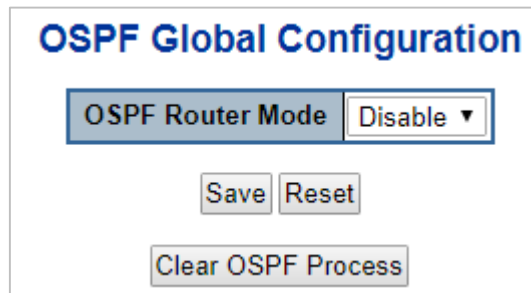 OSPF Global Configuration
OSPF Router Mode Disable
Save Reset
Clear OSPF Process